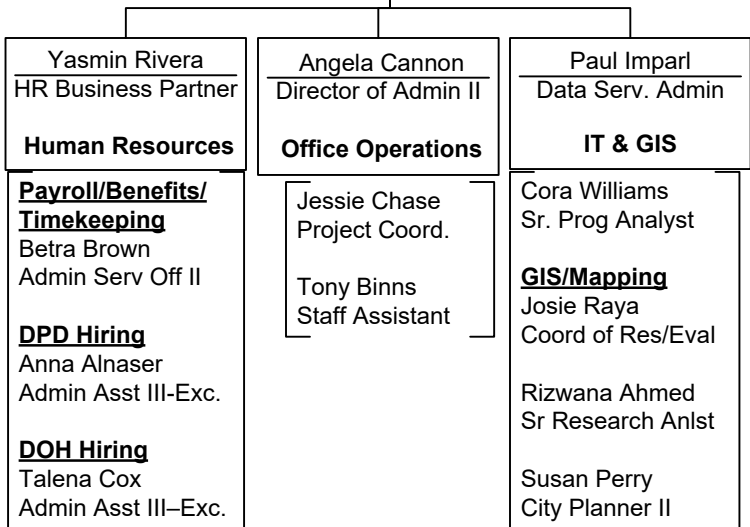 Yasmin Rivera
HR Business Partner
Human Resources
Payroll/Benefits/
Timekeeping
Betra Brown
Admin Serv Off II
DPD Hiring
Anna Alnaser
Admin Asst III-Exc.
DOH Hiring
Talena Cox
Admin Asst III–Exc.
Angela Cannon
Director of Admin II
Office Operations
Jessie Chase
Project Coord.
Tony Binns
Staff Assistant
Paul Imparl
Data Serv. Admin
IT & GIS
Cora Williams
Sr. Prog Analyst
GIS/Mapping
Josie Raya
Coord of Res/Eval
Rizwana Ahmed
Sr Research Anlst
Susan Perry
City Planner II